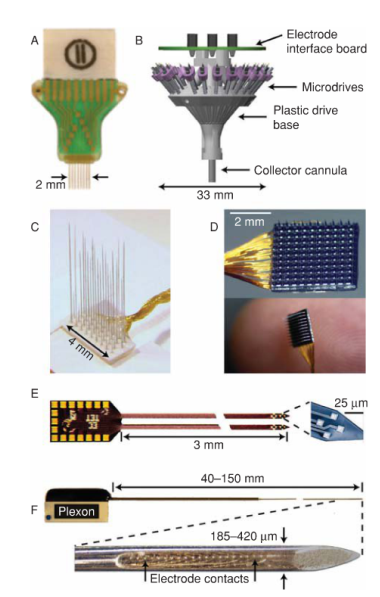 A
B
Electrode
interface board
Microdrives
Plastic drive
base
2 mm
Collector cannula
33 mm
C
D
2 mm
4 mm
E
25 μm
3 mm
40–150 mm
F
Plexon
185–420 μm
Electrode contacts